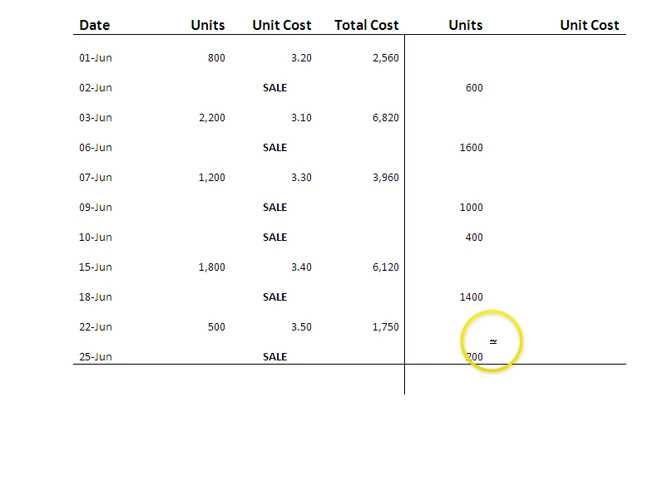 Date Units Unit Cost Total Cost Units Unit Cost
01-Jun 800 3.20 2,560
02-Jun SALE 600
03-Jun 2,200 3.10 6,820
06-Jun SALE 1600
07-Jun 1,200 3.30 3,960
09-Jun SALE 1000
10-Jun SALE 400
15-Jun 1,800 3.40 6,120
18-Jun SALE 1400
22-Jun 500 3.50 1,750
25-Jun SALE 200